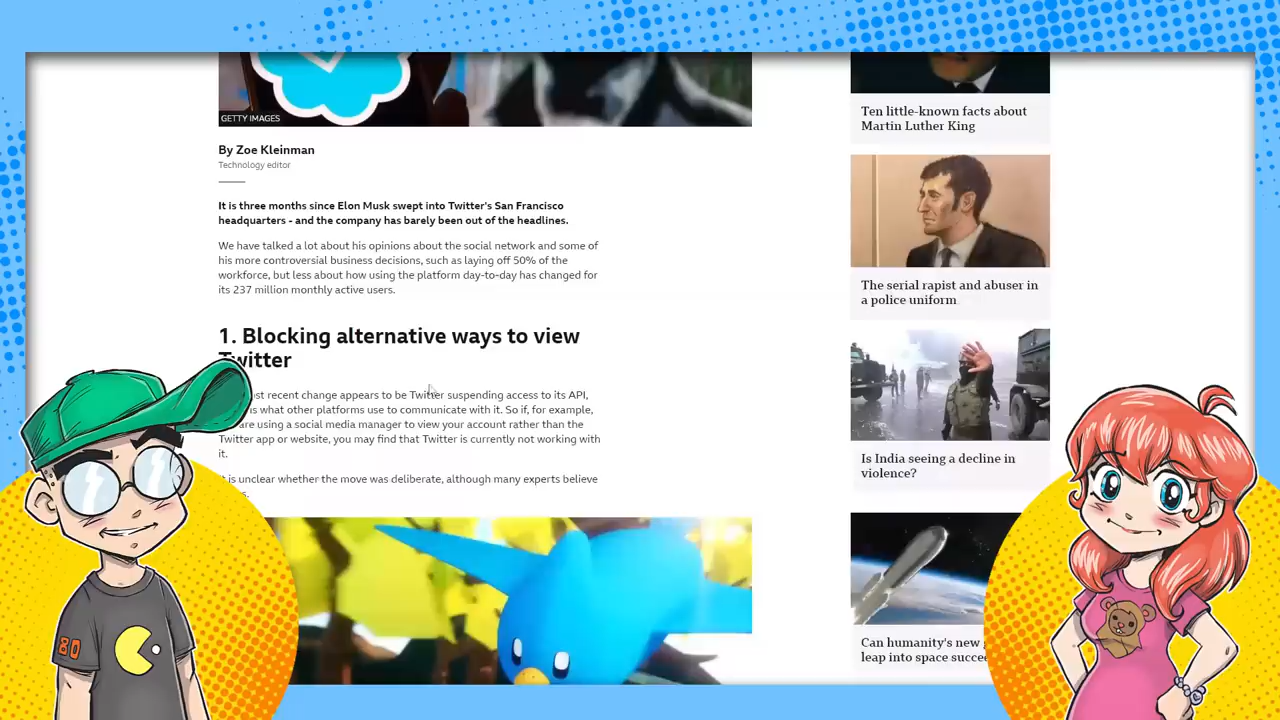 GETTY IMAGES
By Zoe Kleinman
Technology editor
It is three months since Elon Musk swept into Twitter's San Francisco
headquarters - and the company has barely been out of the headlines.
We have talked a lot about his opinions about the social network and some of
his more controversial business decisions, such as laying off 50% of the
workforce, but less about how using the platform day-to-day has changed for
its 237 million monthly active users.
1. Blocking alternative ways to view
Twitter
recent change appears to be Twitter suspending access to its API,
is what other platforms use to communicate with it. So if, for example,
are using a social media manager to view your account rather than the
Twitter app or website, you may find that Twitter is currently not working with
it.
is unclear whether the move was deliberate, although many experts believe
Ten little-known facts about
Martin Luther King
The serial rapist and abuser in
a police uniform
Is India seeing a decline in
violence?
Can humanity's new
leap into space
80